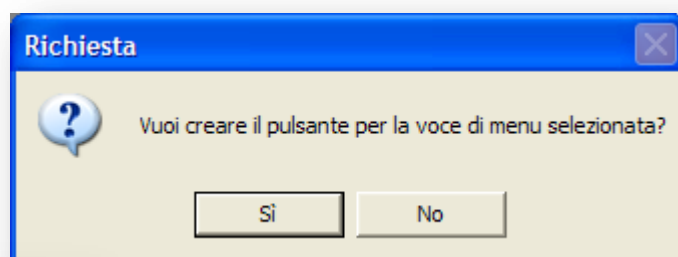 Richiesta
Vuoi creare il pulsante per la voce di menu selezionata?
Sì
No